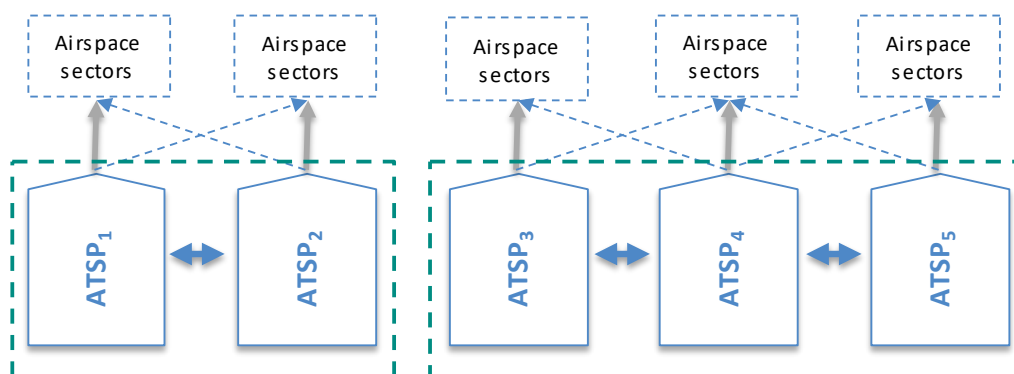 Airspace
sectors
Airspace
sectors
Airspace
sectors
Airspace
sectors
Airspace
sectors
ATSP₁
ATSP₂
ATSP₃
ATSP₄
ATSP₅